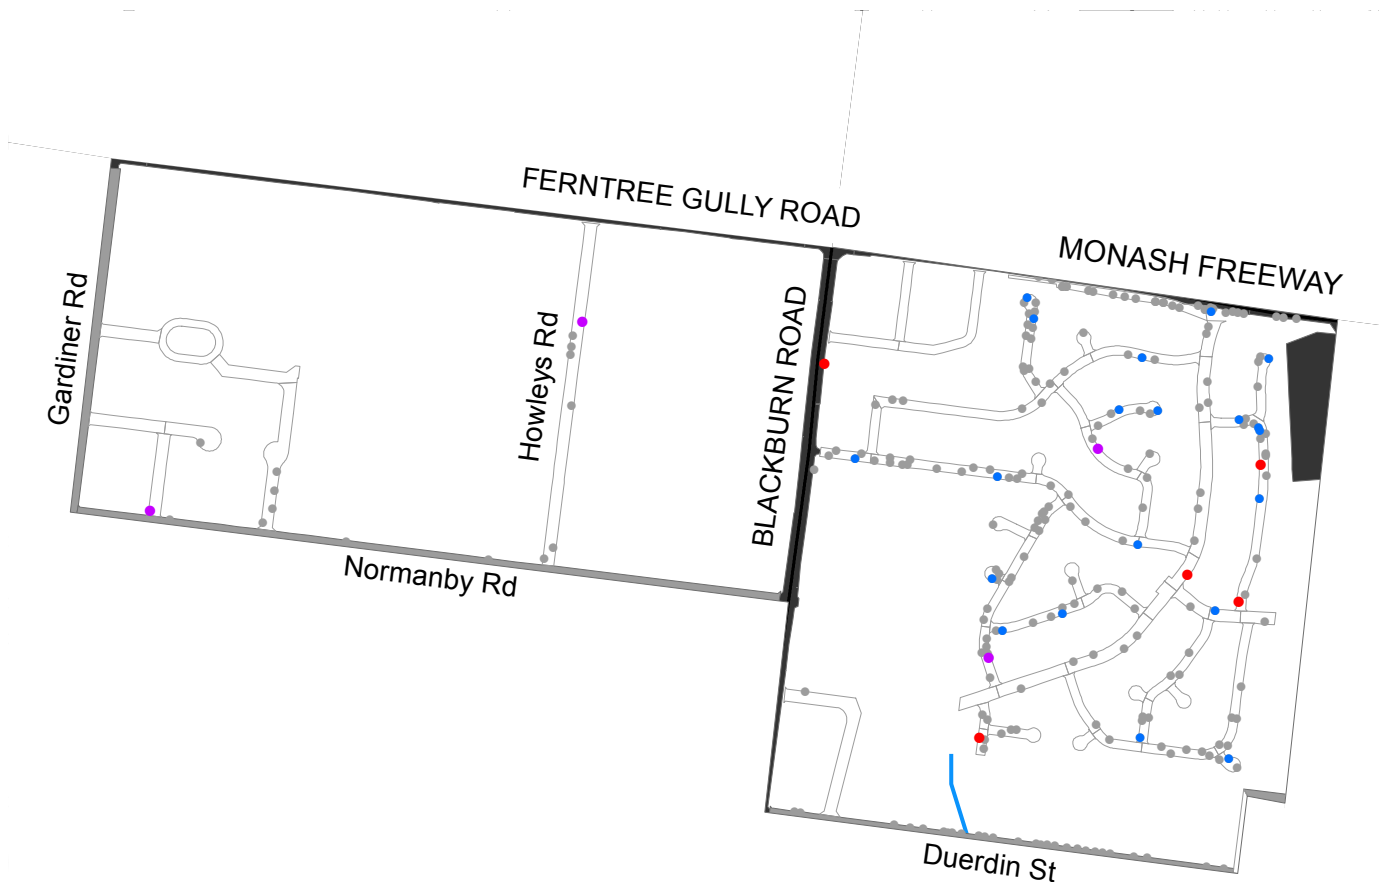 FERNTREE GULLY ROAD
MONASH FREEWAY
Gardiner Rd
Howleys Rd
BLACKBURN ROAD
Normanby Rd
Duerdin St